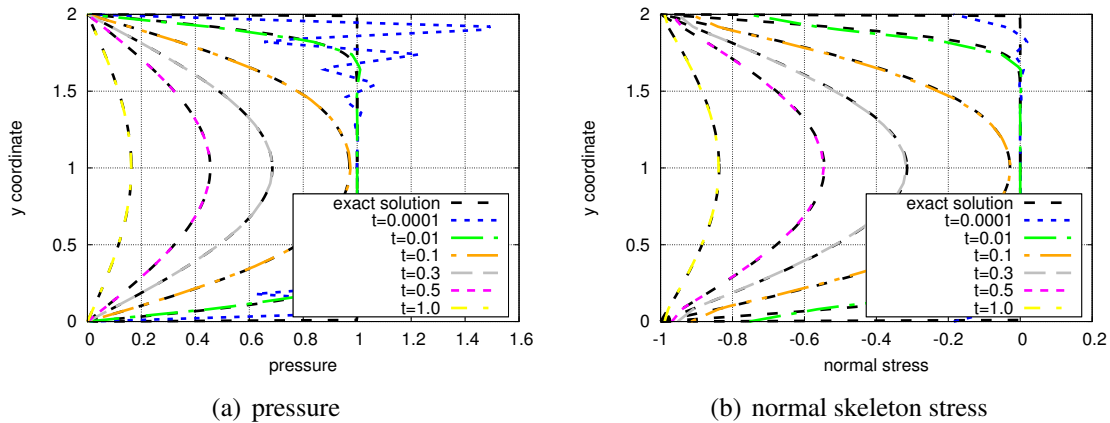 2
1.5
1
0.5
0
y coordinate
0 0.2 0.4 0.6 0.8 1 1.2 1.4 1.6
pressure
exact solution
t=0.0001
t=0.01
t=0.1
t=0.3
t=0.5
t=1.0
(a) pressure
2
1.5
1
0.5
0
y coordinate
-1 -0.8 -0.6 -0.4 -0.2 0 0.2
normal stress
exact solution
t=0.0001
t=0.01
t=0.1
t=0.3
t=0.5
t=1.0
(b) normal skeleton stress